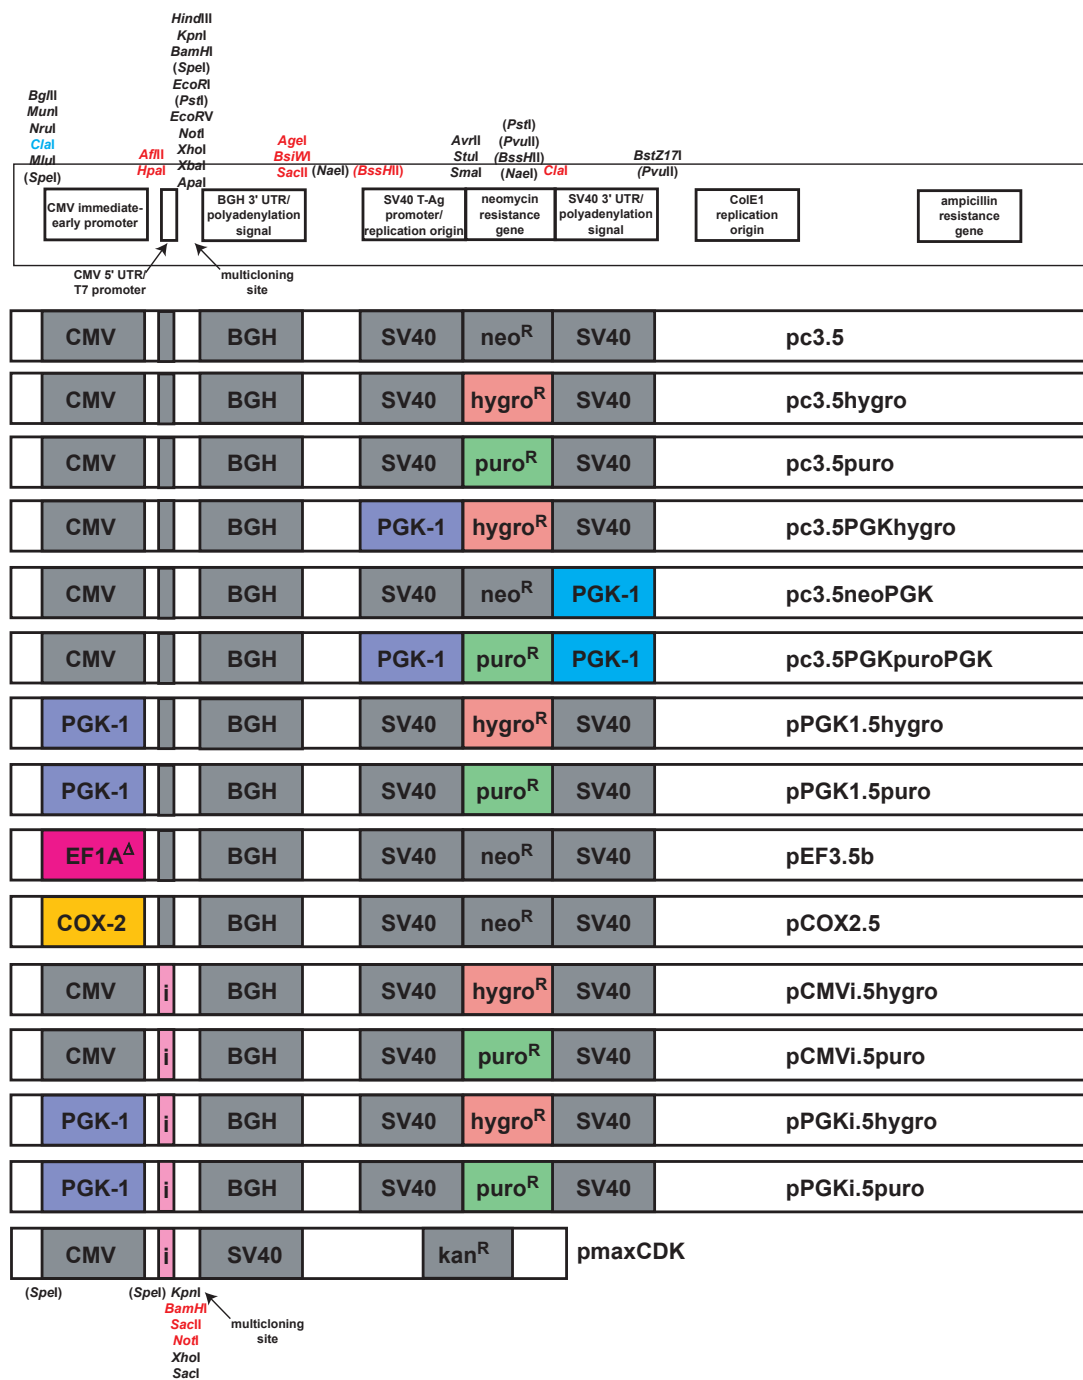 HindIII
KpnI
BamHI
(SpeI)
EcoRI
(PstI)
EcoRV
NotI
XhoI
XbaI
ApaI
BglII
MunI
NruI
ClaI
MluI
(SpeI)
AflII
HpaI
AgeI
BsiWI
SacII
(NaeI)
(BssHII)
AvrII
StuI
SmaI
(PstI)
(PvuII)
(BssHII)
(NaeI)
ClaI
BstZ17I
(PvuII)
CMV immediate-
early promoter
BGH 3' UTR/
polyadenylation
signal
SV40 T-Ag
promoter/
replication origin
neomycin
resistance
gene
SV40 3' UTR/
polyadenylation
signal
ColE1
replication
origin
ampicillin
resistance
gene
CMV 5' UTR/
T7 promoter
multicloning
site
CMV BGH SV40 neoR SV40 pc3.5
CMV BGH SV40 hygroR SV40 pc3.5hygro
CMV BGH SV40 puroR SV40 pc3.5puro
CMV BGH PGK-1 hygroR SV40 pc3.5PGKhygro
CMV BGH SV40 neoR PGK-1 pc3.5neoPGK
CMV BGH PGK-1 puroR PGK-1 pc3.5PGKpuroPGK
PGK-1 BGH SV40 hygroR SV40 pPGK1.5hygro
PGK-1 BGH SV40 puroR SV40 pPGK1.5puro
EF1AΔ BGH SV40 neoR SV40 pEF3.5b
COX-2 BGH SV40 neoR SV40 pCOX2.5
CMV i BGH SV40 hygroR SV40 pCMVi.5hygro
CMV i BGH SV40 puroR SV40 pCMVi.5puro
PGK-1 i BGH SV40 hygroR SV40 pPGKi.5hygro
PGK-1 i BGH SV40 puroR SV40 pPGKi.5puro
CMV i SV40 kanR pmaxCDK
(SpeI)
(SpeI)
KpnI
BamHI
SacII
NotI
XhoI
SacI
multicloning
site